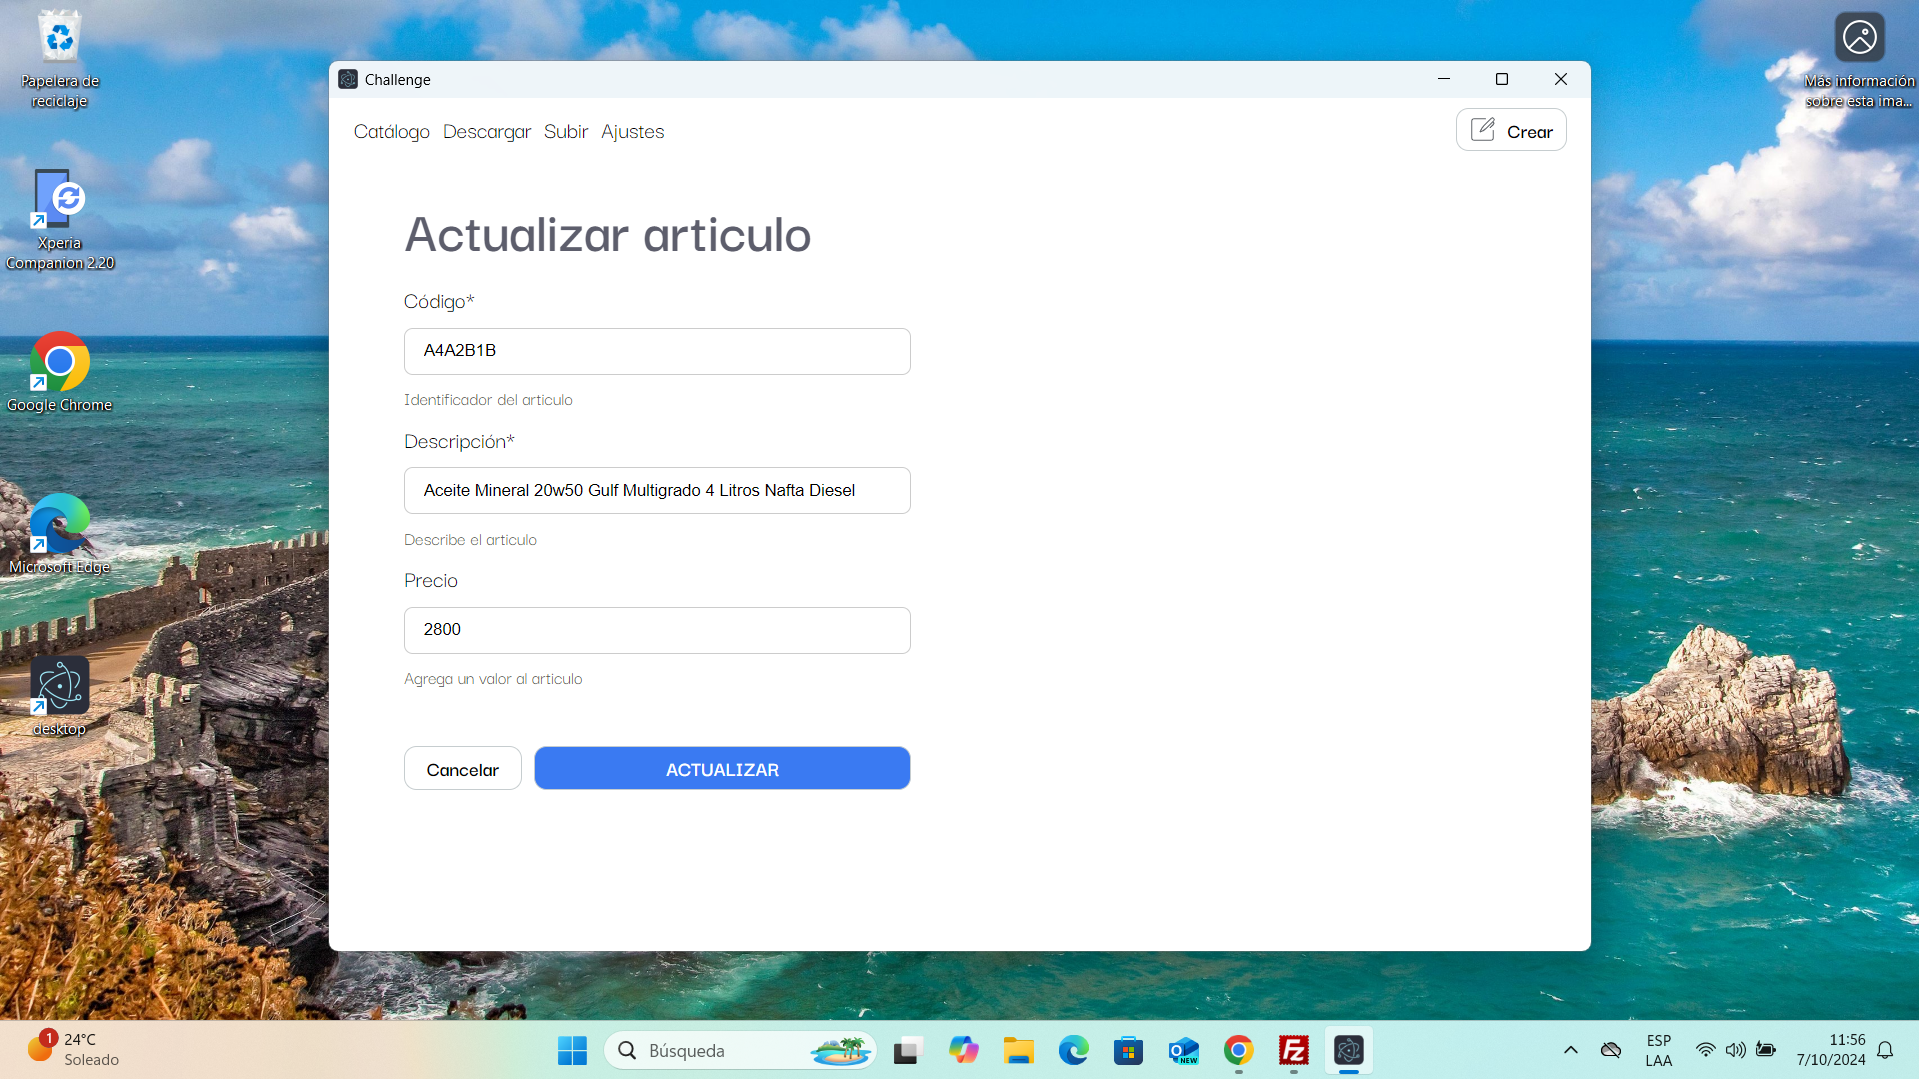 Papelera de
reciclaje
Xperia
Companion 2.20
Google Chrome
Microsoft Edge
desktop
Más información
sobre esta ima...
Challenge
Catálogo Descargar Subir Ajustes
Crear
Actualizar articulo
Código*
A4A2B1B
Identificador del articulo
Descripción*
Aceite Mineral 20w50 Gulf Multigrado 4 Litros Nafta Diesel
Describe el articulo
Precio
2800
Agrega un valor al articulo
Cancelar
ACTUALIZAR
1
24°C
Soleado
Búsqueda
NEW
ESP
LAA
11:56
7/10/2024